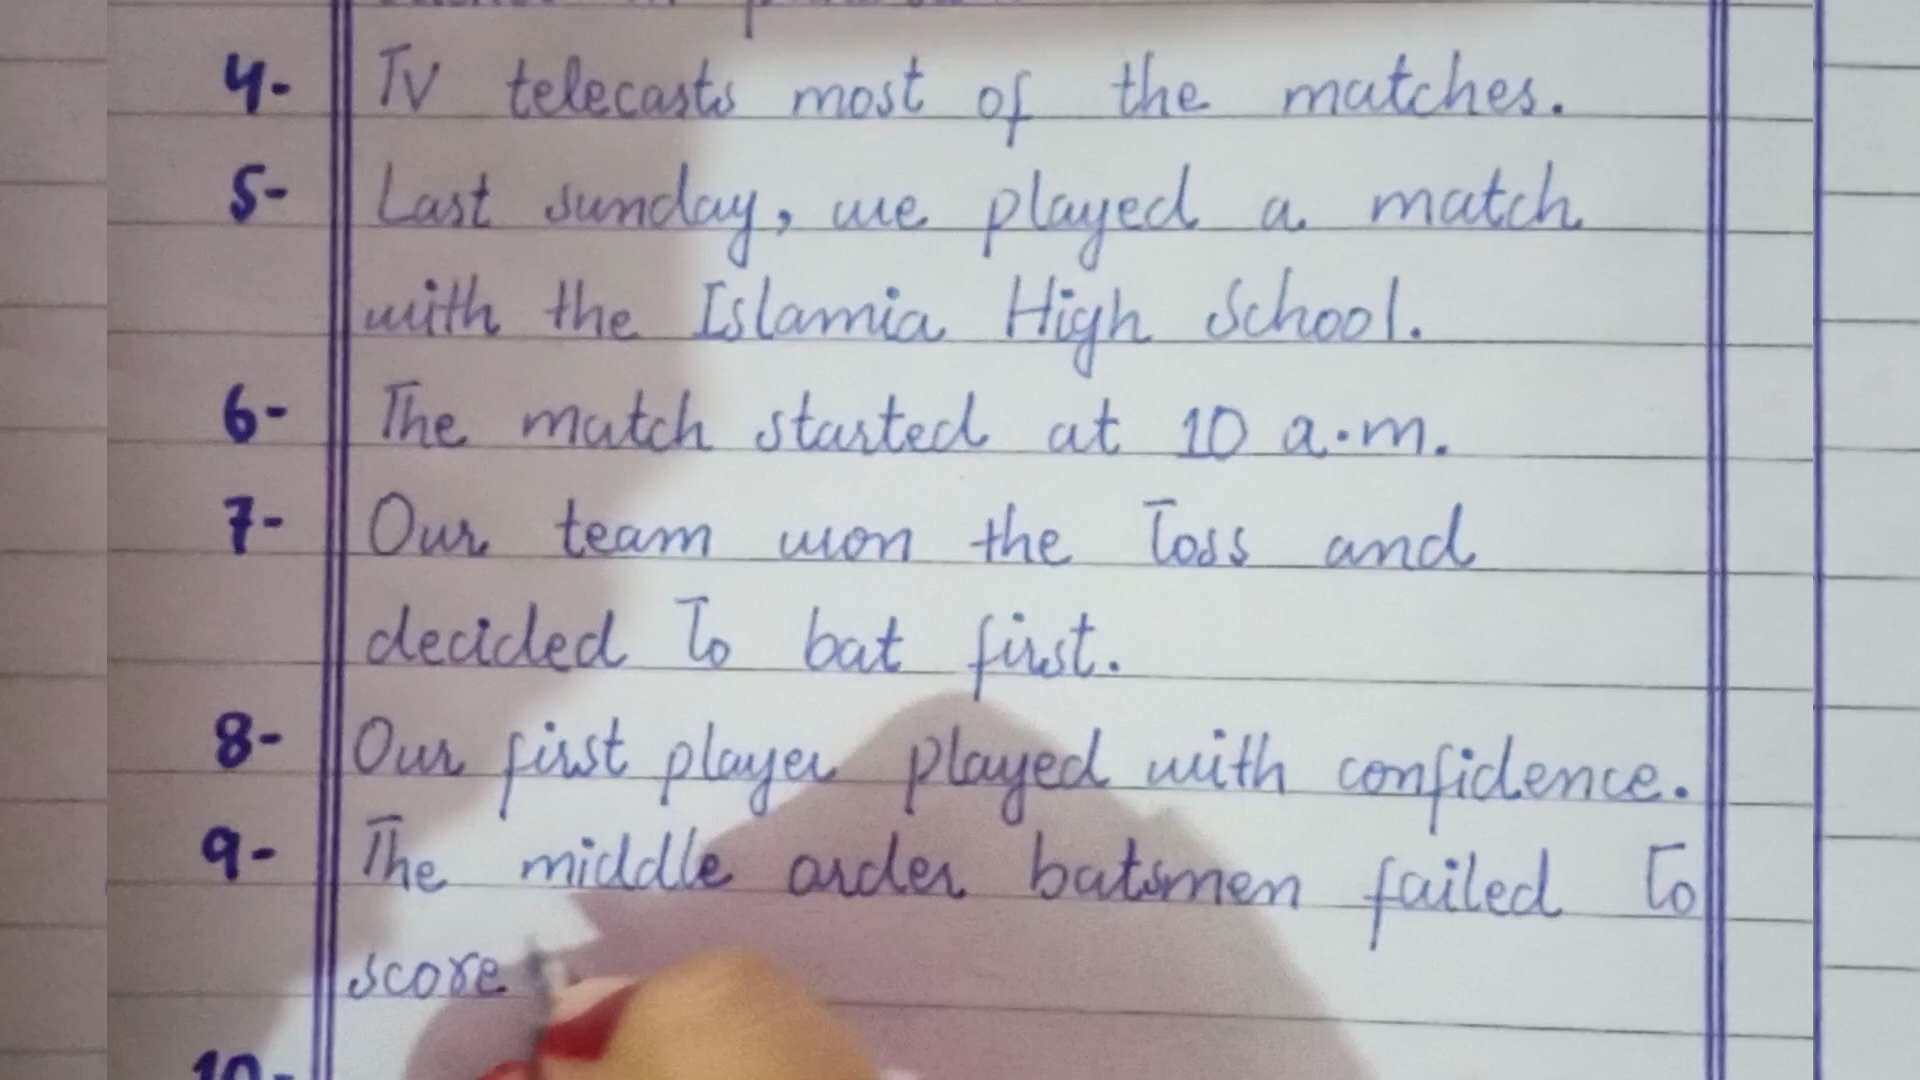 4- TV telecasts most of the matches.
5- Last sunday, we played a match
with the Islamia High School.
6- The match started at 10 a.m.
7- Our team won the Toss and
decided To bat first.
8- Our first player played with confidence.
9- The middle order batsmen failed To
score
10-